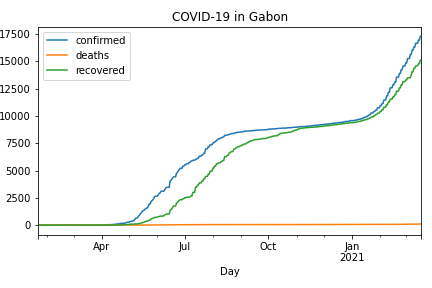 COVID-19 in Gabon
confirmed
deaths
recovered
17500
15000
12500
10000
7500
5000
2500
0
Apr Jul Oct Jan
2021
Day